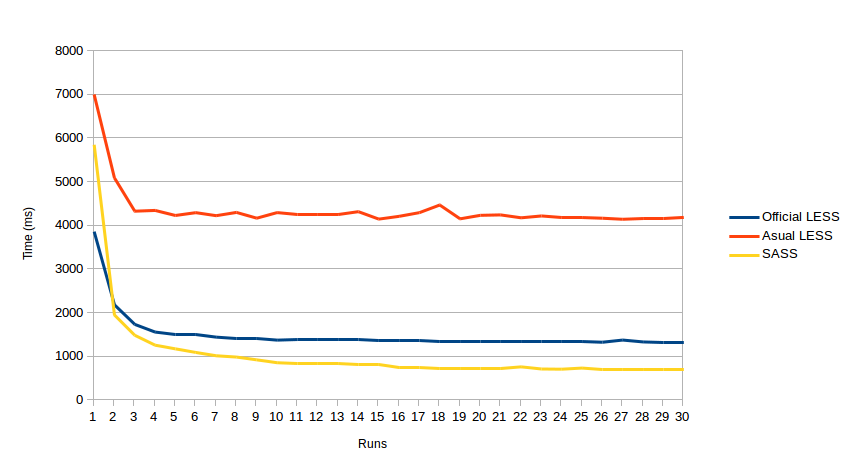 8000
7000
6000
5000
4000
3000
2000
1000
0
Time (ms)
1 2 3 4 5 6 7 8 9 10 11 12 13 14 15 16 17 18 19 20 21 22 23 24 25 26 27 28 29 30
Runs
Official LESS
Asual LESS
SASS